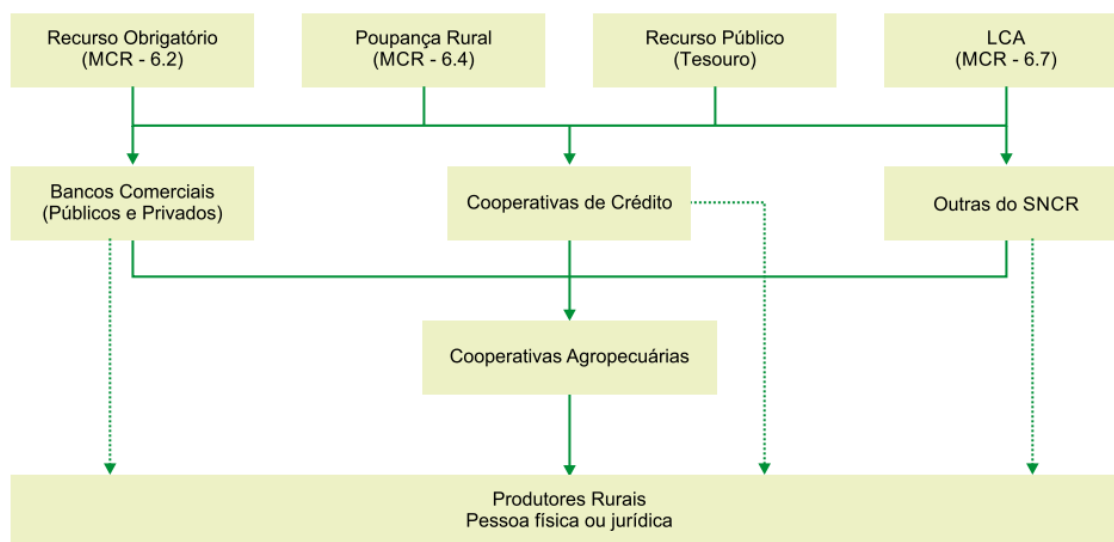 Recurso Obrigatório
(MCR - 6.2)
Poupança Rural
(MCR - 6.4)
Recurso Público
(Tesouro)
LCA
(MCR - 6.7)
Bancos Comerciais
(Públicos e Privados)
Cooperativas de Crédito
Outras do SNCR
Cooperativas Agropecuárias
Produtores Rurais
Pessoa física ou jurídica